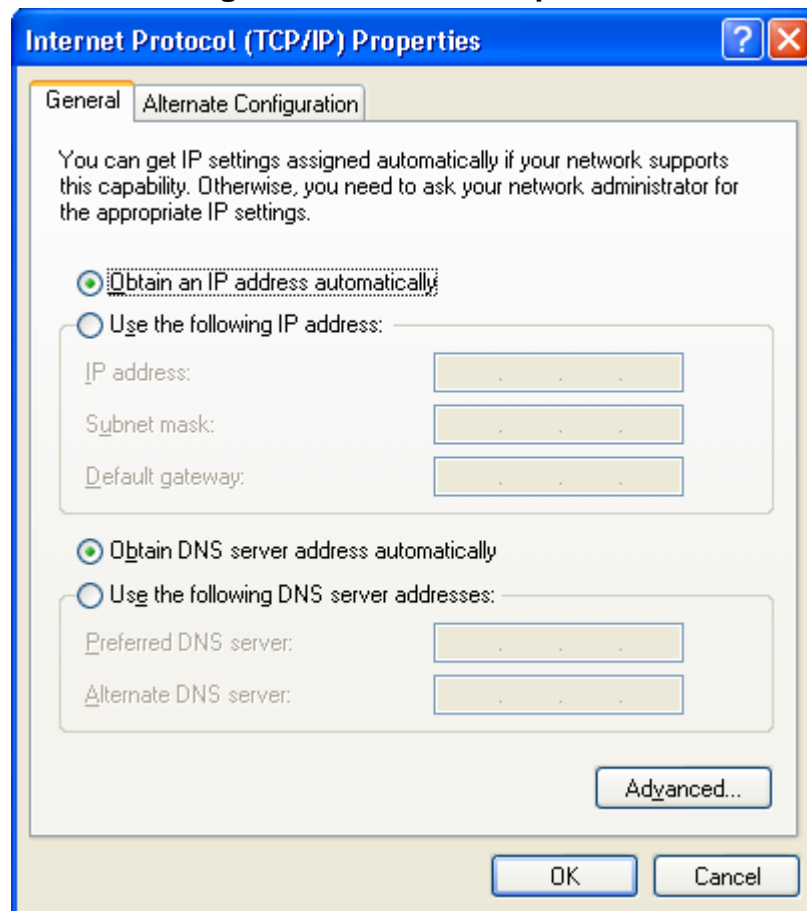 Internet Protocol (TCP/IP) Properties
General
Alternate Configuration
You can get IP settings assigned automatically if your network supports
this capability. Otherwise, you need to ask your network administrator for
the appropriate IP settings.
Obtain an IP address automatically
Use the following IP address:
IP address:
Subnet mask:
Default gateway:
Obtain DNS server address automatically
Use the following DNS server addresses:
Preferred DNS server:
Alternate DNS server:
Advanced...
OK
Cancel